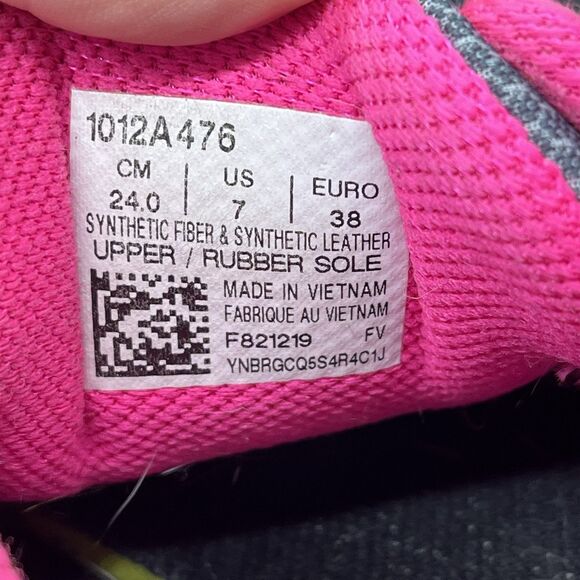 1012A476
CM | US | EURO
24.0 | 7 | 38
SYNTHETIC FIBER & SYNTHETIC LEATHER
UPPER / RUBBER SOLE
MADE IN VIETNAM
FABRIQUE AU VIETNAM
F821219 FV
YNBRGCQ5S4R4C1J